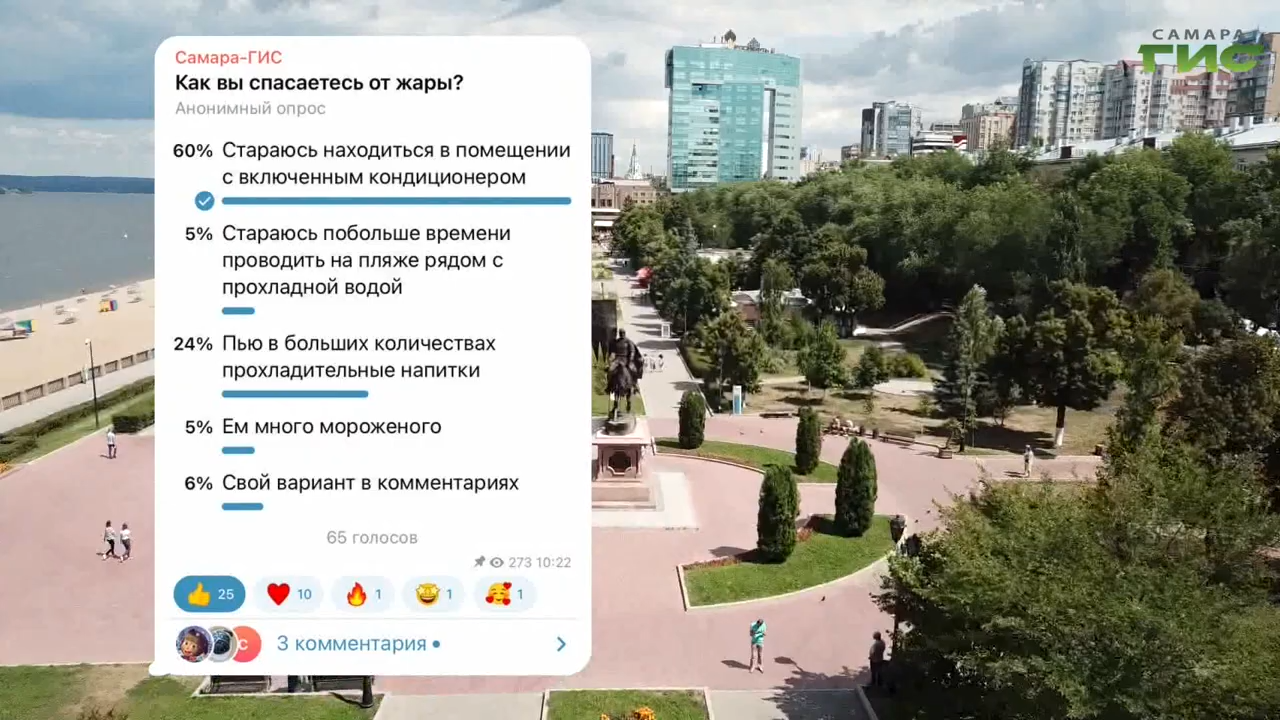 САМАРА
ГИС
Самара-ГИС
Как вы спасаетесь от жары?
Анонимный опрос
60% Стараюсь находиться в помещении
с включенным кондиционером
5% Стараюсь побольше времени
проводить на пляже рядом с
прохладной водой
24% Пью в больших количествах
прохладительные напитки
5% Ем много мороженого
6% Свой вариант в комментариях
65 голосов
273 10:22
25 10 1 1 1
С 3 комментария